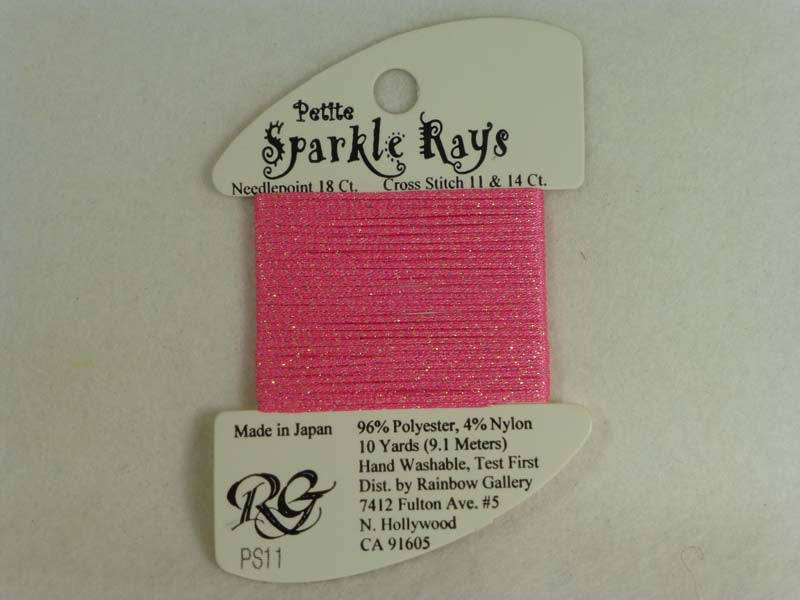 Petite
Sparkle Rays
Needlepoint 18 Ct. Cross Stitch 11 & 14 Ct.
Made in Japan
96% Polyester, 4% Nylon
10 Yards (9.1 Meters)
Hand Washable, Test First
Dist. by Rainbow Gallery
7412 Fulton Ave. #5
N. Hollywood
CA 91605
RG
PS11